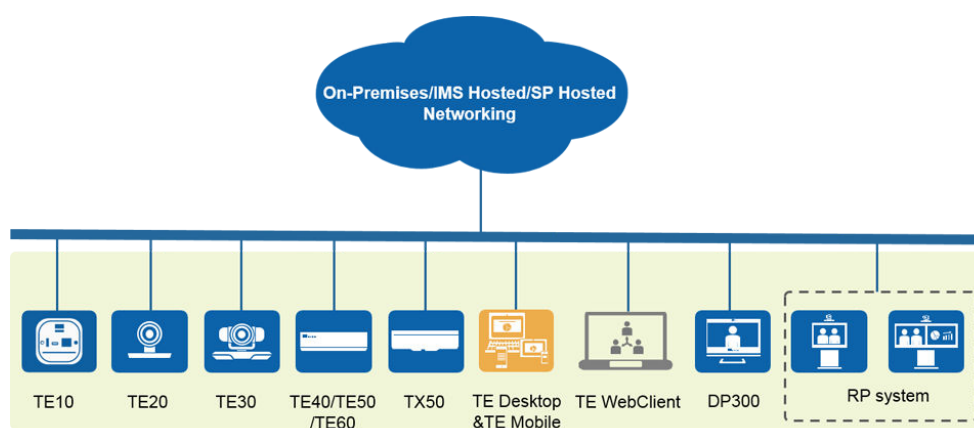 On-Premises/IMS Hosted/SP Hosted
Networking
TE10
TE20
TE30
TE40/TE50
/TE60
TX50
TE Desktop
&TE Mobile
TE WebClient
DP300
RP system